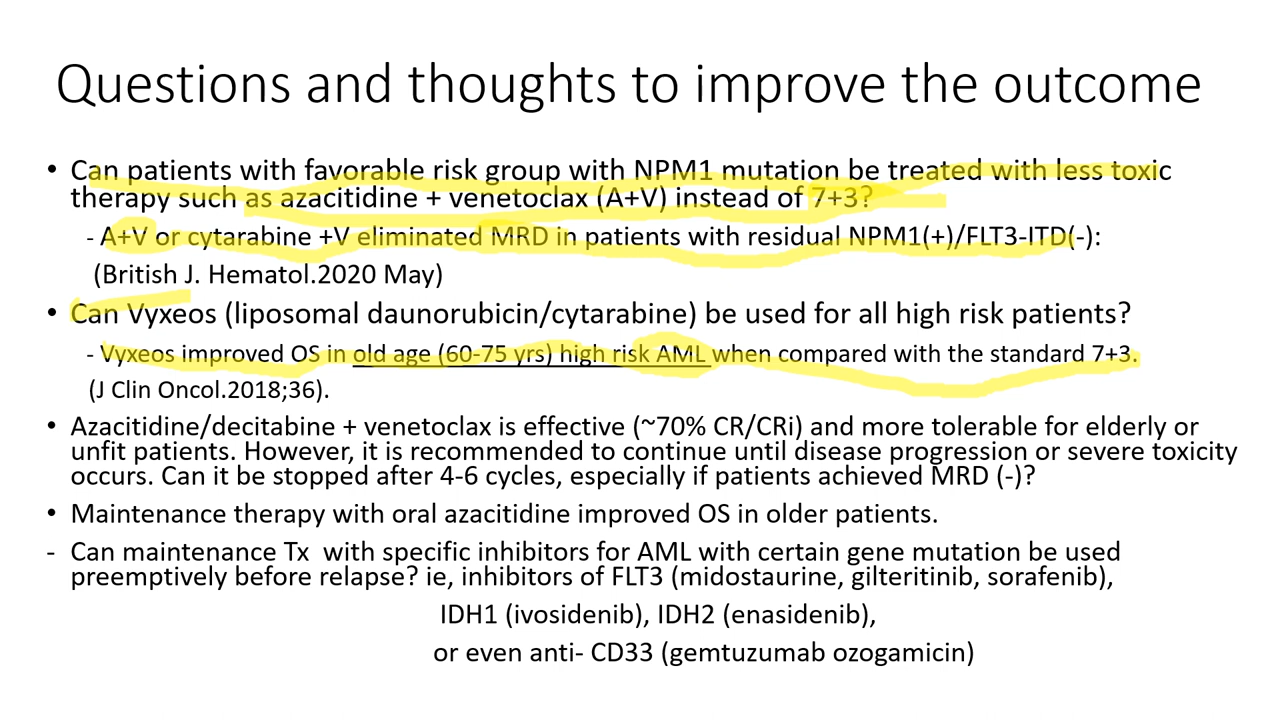 Questions and thoughts to improve the outcome
• Can patients with favorable risk group with NPM1 mutation be treated with less toxic
therapy such as azacitidine + venetoclax (A+V) instead of 7+3?
- A+V or cytarabine +V eliminated MRD in patients with residual NPM1(+)/FLT3-ITD(-):
(British J. Hematol.2020 May)
• Can Vyxeos (liposomal daunorubicin/cytarabine) be used for all high risk patients?
- Vyxeos improved OS in old age (60-75 yrs) high risk AML when compared with the standard 7+3.
(J Clin Oncol.2018;36).
• Azacitidine/decitabine + venetoclax is effective (~70% CR/CRi) and more tolerable for elderly or
unfit patients. However, it is recommended to continue until disease progression or severe toxicity
occurs. Can it be stopped after 4-6 cycles, especially if patients achieved MRD (-)?
• Maintenance therapy with oral azacitidine improved OS in older patients.
- Can maintenance Tx with specific inhibitors for AML with certain gene mutation be used
preemptively before relapse? ie, inhibitors of FLT3 (midostaurine, gilteritinib, sorafenib),
IDH1 (ivosidenib), IDH2 (enasidenib),
or even anti- CD33 (gemtuzumab ozogamicin)